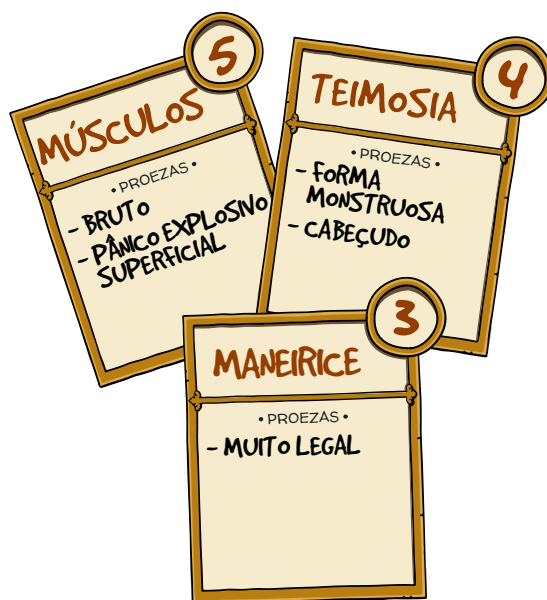 5
MÚSCULOS
• PROEZAS •
- BRUTO
- PÂNICO EXPLOSIVO
SUPERFICIAL
4
TEIMOSIA
• PROEZAS •
- FORMA
MONSTRUOSA
- CABEÇUDO
3
MANEIRICE
• PROEZAS •
- MUITO LEGAL